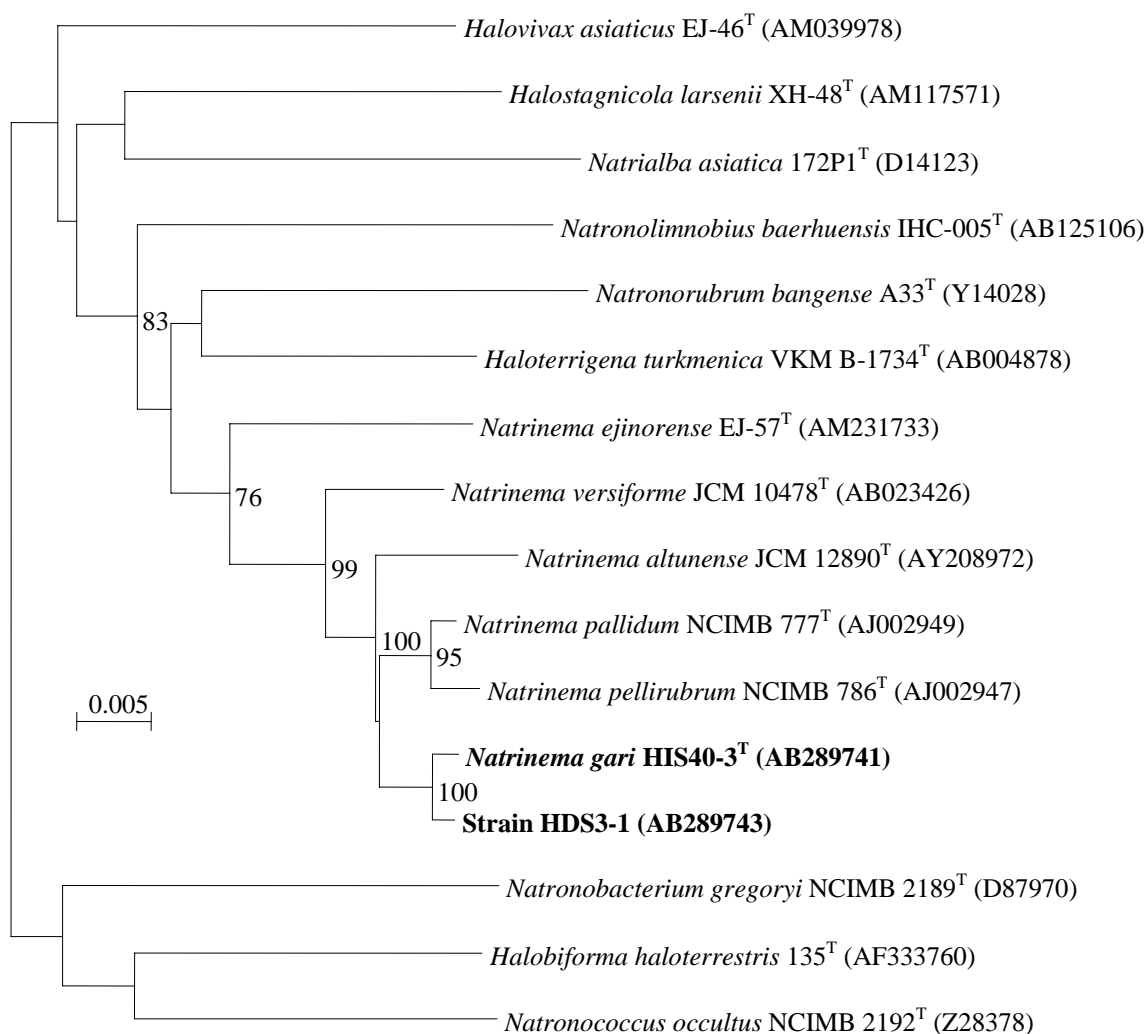 Halovivax asiaticus EJ-46T (AM039978)
Halostagnicola larsenii XH-48T (AM117571)
Natrialba asiatica 172P1T (D14123)
Natronolimnobius baerhuensis IHC-005T (AB125106)
Natronorubrum bangense A33T (Y14028)
83
Haloterrigena turkmenica VKM B-1734T (AB004878)
Natrinema ejinorense EJ-57T (AM231733)
76
Natrinema versiforme JCM 10478T (AB023426)
Natrinema altunense JCM 12890T (AY208972)
99
Natrinema pallidum NCIMB 777T (AJ002949)
100
95
Natrinema pellirubrum NCIMB 786T (AJ002947)
0.005
Natrinema gari HIS40-3T (AB289741)
100
Strain HDS3-1 (AB289743)
Natronobacterium gregoryi NCIMB 2189T (D87970)
Halobiforma haloterrestris 135T (AF333760)
Natronococcus occultus NCIMB 2192T (Z28378)